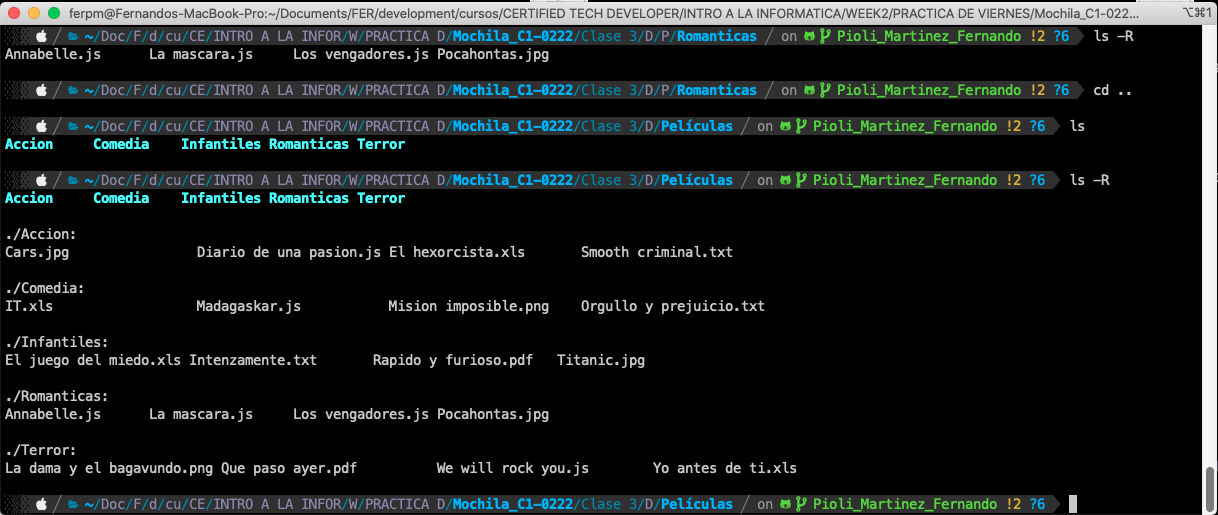 ferpm@Fernandos-MacBook-Pro:~/Documents/FER/development/cursos/CERTIFIED TECH DEVELOPER/INTRO A LA INFORMATICA/WEEK2/PRACTICA DE VIERNES/Mochila_C1-022... ⌥⌘1
~/Doc/F/d/cu/CE/INTRO A LA INFOR/W/PRACTICA D/Mochila_C1-0222/Clase 3/D/P/Romanticas / on Pioli_Martinez_Fernando !2 ?6 ls -R
Annabelle.js La mascara.js Los vengadores.js Pocahontas.jpg
~/Doc/F/d/cu/CE/INTRO A LA INFOR/W/PRACTICA D/Mochila_C1-0222/Clase 3/D/P/Romanticas / on Pioli_Martinez_Fernando !2 ?6 cd ..
~/Doc/F/d/cu/CE/INTRO A LA INFOR/W/PRACTICA D/Mochila_C1-0222/Clase 3/D/Películas / on Pioli_Martinez_Fernando !2 ?6 ls
Accion Comedia Infantiles Romanticas Terror
~/Doc/F/d/cu/CE/INTRO A LA INFOR/W/PRACTICA D/Mochila_C1-0222/Clase 3/D/Películas / on Pioli_Martinez_Fernando !2 ?6 ls -R
Accion Comedia Infantiles Romanticas Terror
./Accion:
Cars.jpg Diario de una pasion.js El hexorcista.xls Smooth criminal.txt
./Comedia:
IT.xls Madagaskar.js Mision imposible.png Orgullo y prejuicio.txt
./Infantiles:
El juego del miedo.xls Intenzamente.txt Rapido y furioso.pdf Titanic.jpg
./Romanticas:
Annabelle.js La mascara.js Los vengadores.js Pocahontas.jpg
./Terror:
La dama y el bagavundo.png Que paso ayer.pdf We will rock you.js Yo antes de ti.xls
~/Doc/F/d/cu/CE/INTRO A LA INFOR/W/PRACTICA D/Mochila_C1-0222/Clase 3/D/Películas / on Pioli_Martinez_Fernando !2 ?6